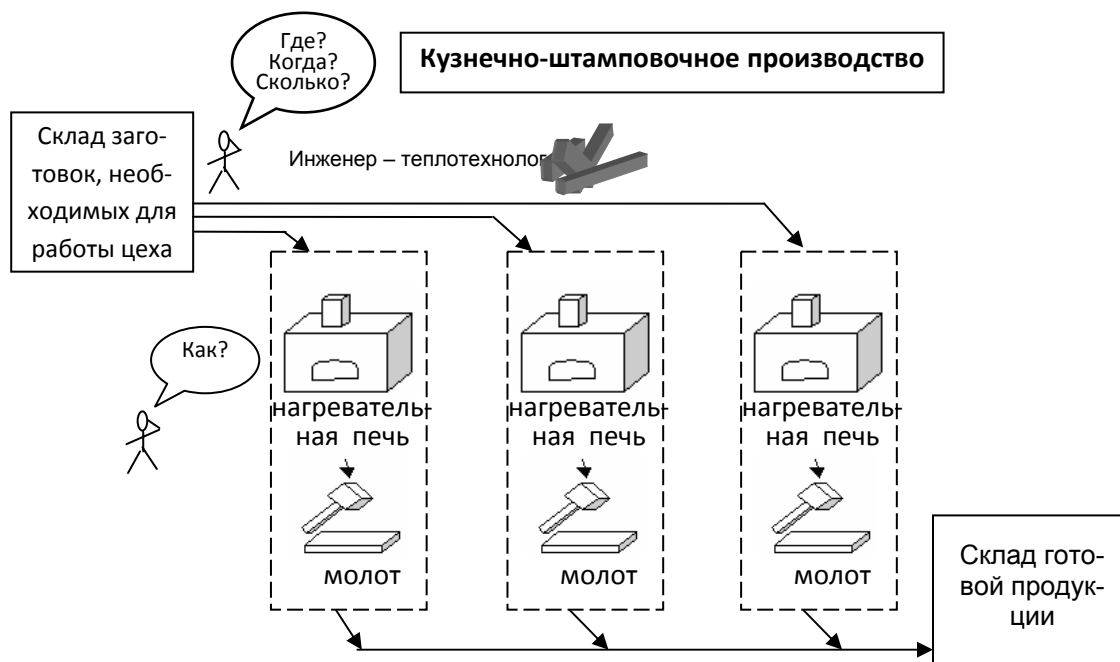 Где?
Когда?
Сколько?
Кузнечно-штамповочное производство
Склад заго-
товок, необ-
ходимых для
работы цеха
Инженер – теплотехнолог
Как?
нагреватель-
ная печь
молот
нагреватель-
ная печь
молот
нагреватель-
ная печь
молот
Склад гото-
вой продук-
ции